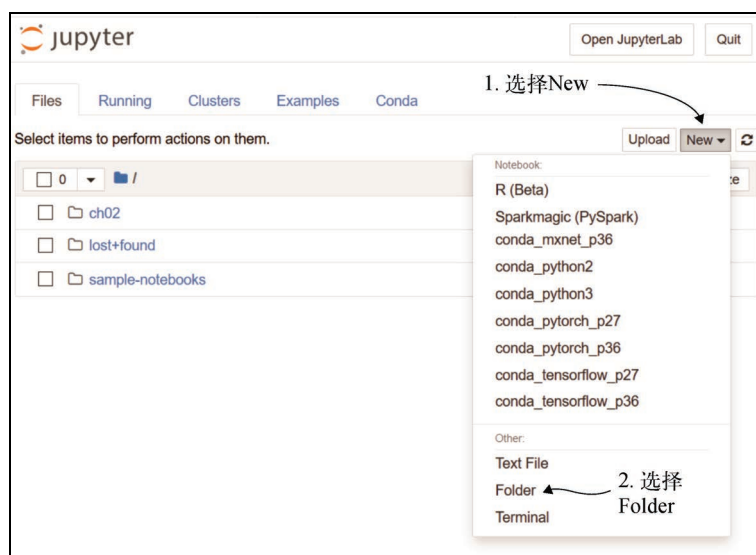 jupyter
Open JupyterLab
Quit
1. 选择New
Files Running Clusters Examples Conda
Select items to perform actions on them.
Upload New
0 /
Notebook:
R (Beta)
Sparkmagic (PySpark)
conda_mxnet_p36
conda_python2
conda_python3
conda_pytorch_p27
conda_pytorch_p36
conda_tensorflow_p27
conda_tensorflow_p36
ch02
lost+found
sample-notebooks
Other:
Text File
Folder
Terminal
2. 选择
Folder